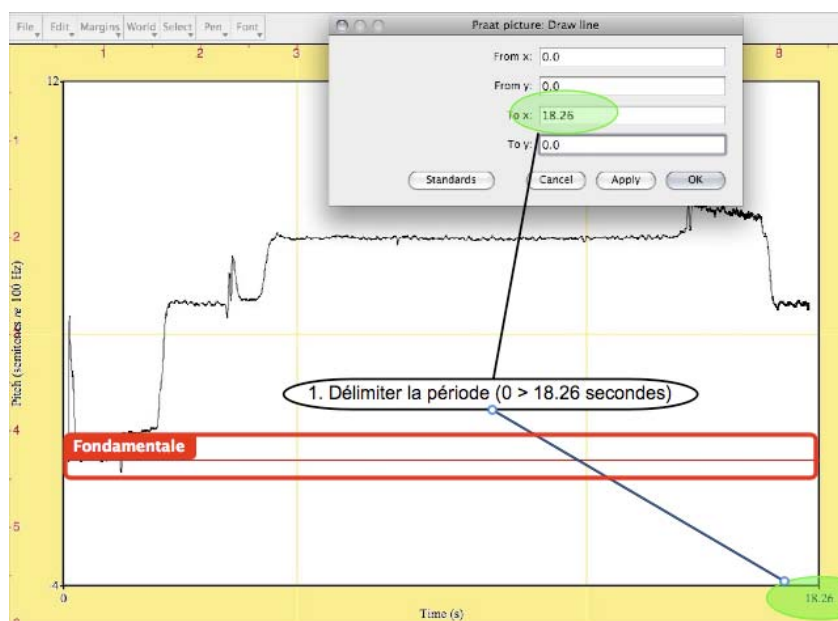 File Edit Margins World Select Pen Font
Praat picture: Draw line
1 2 8
From x: 0.0
From y: 0.0
To x: 18.26
To y: 0.0
Standards Cancel Apply OK
12
1
2
4
5
Pitch (semitones re 100 Hz)
1. Délimiter la période (0 > 18.26 secondes)
Fondamentale
-4
0 18.26
Time (s)